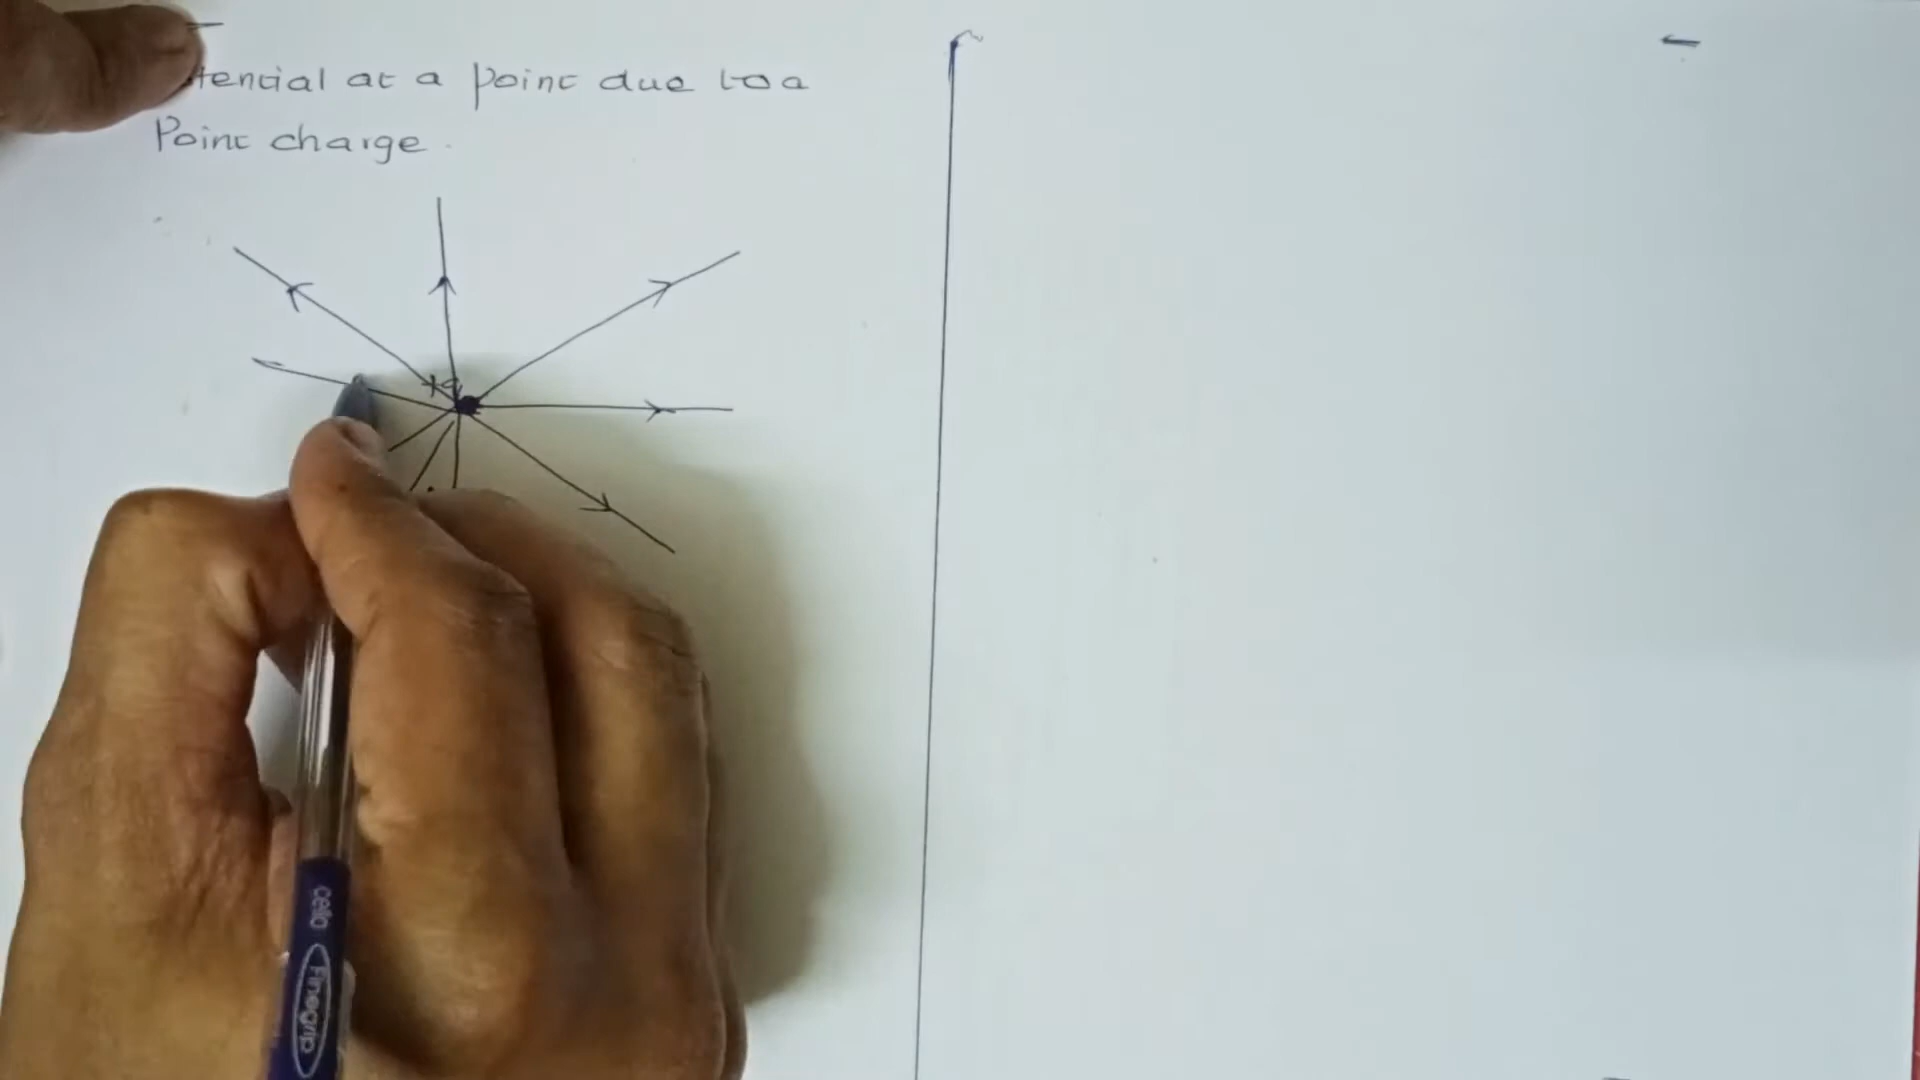 tential at a point due to a
Point charge.
+q
cello Finegrip